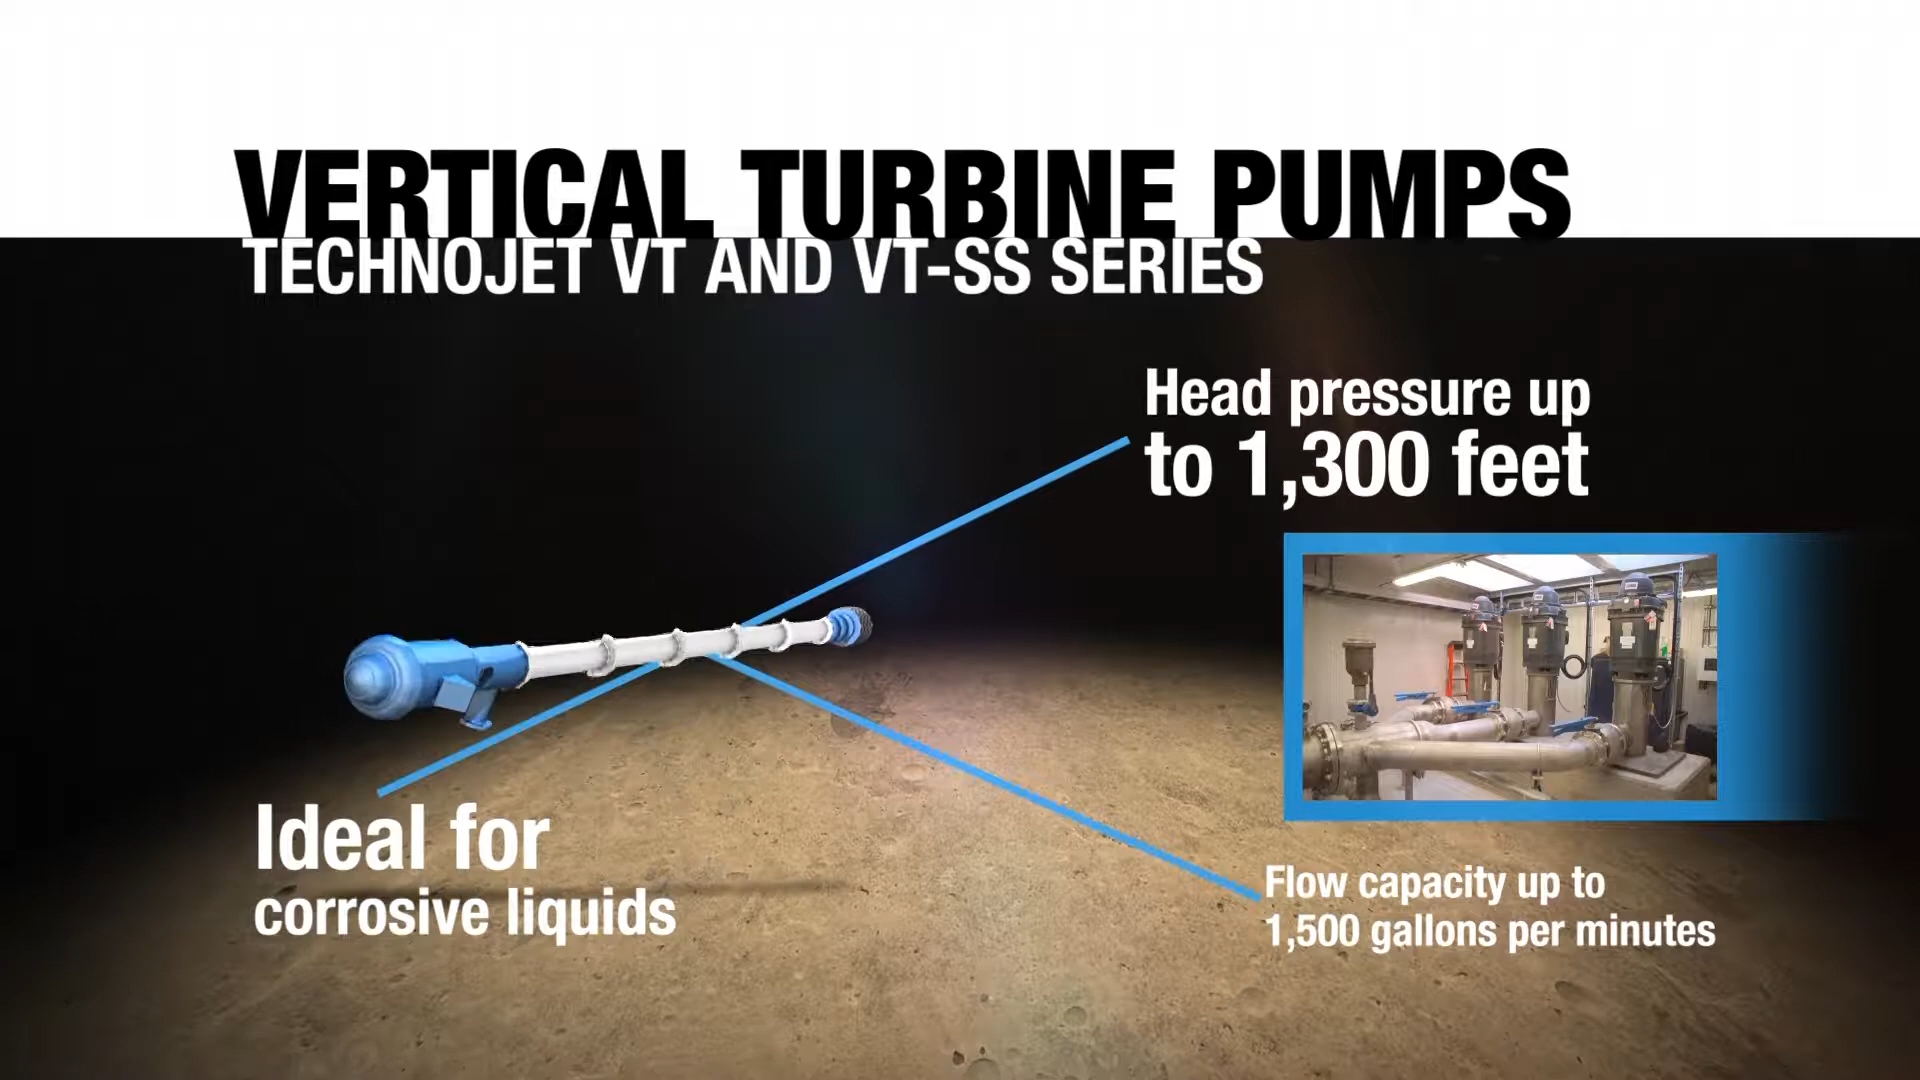 VERTICAL TURBINE PUMPS
TECHNOJET VT AND VT-SS SERIES
Head pressure up
to 1,300 feet
Ideal for
corrosive liquids
Flow capacity up to
1,500 gallons per minutes